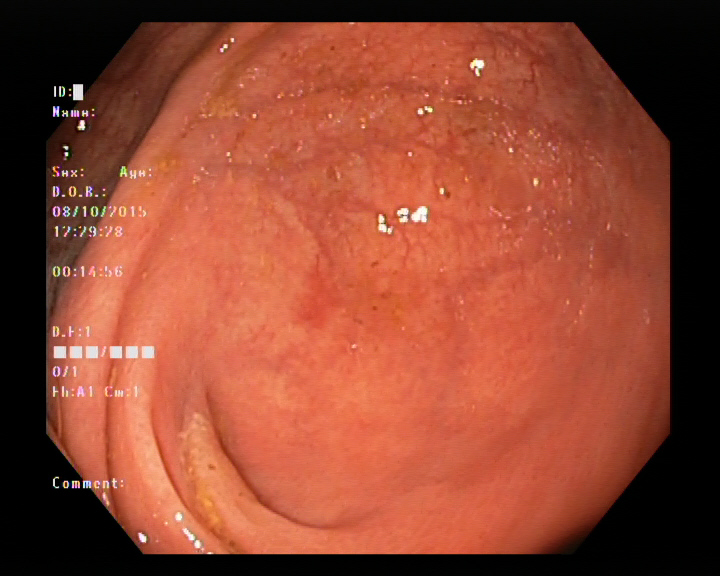 ID:
Name:
Sex: Age:
D.O.B.:
08/10/2015
12:29:28
00:14:56
D.F:1
■■■/■■■
0/1
Eh:A1 Cm:1
Comment: